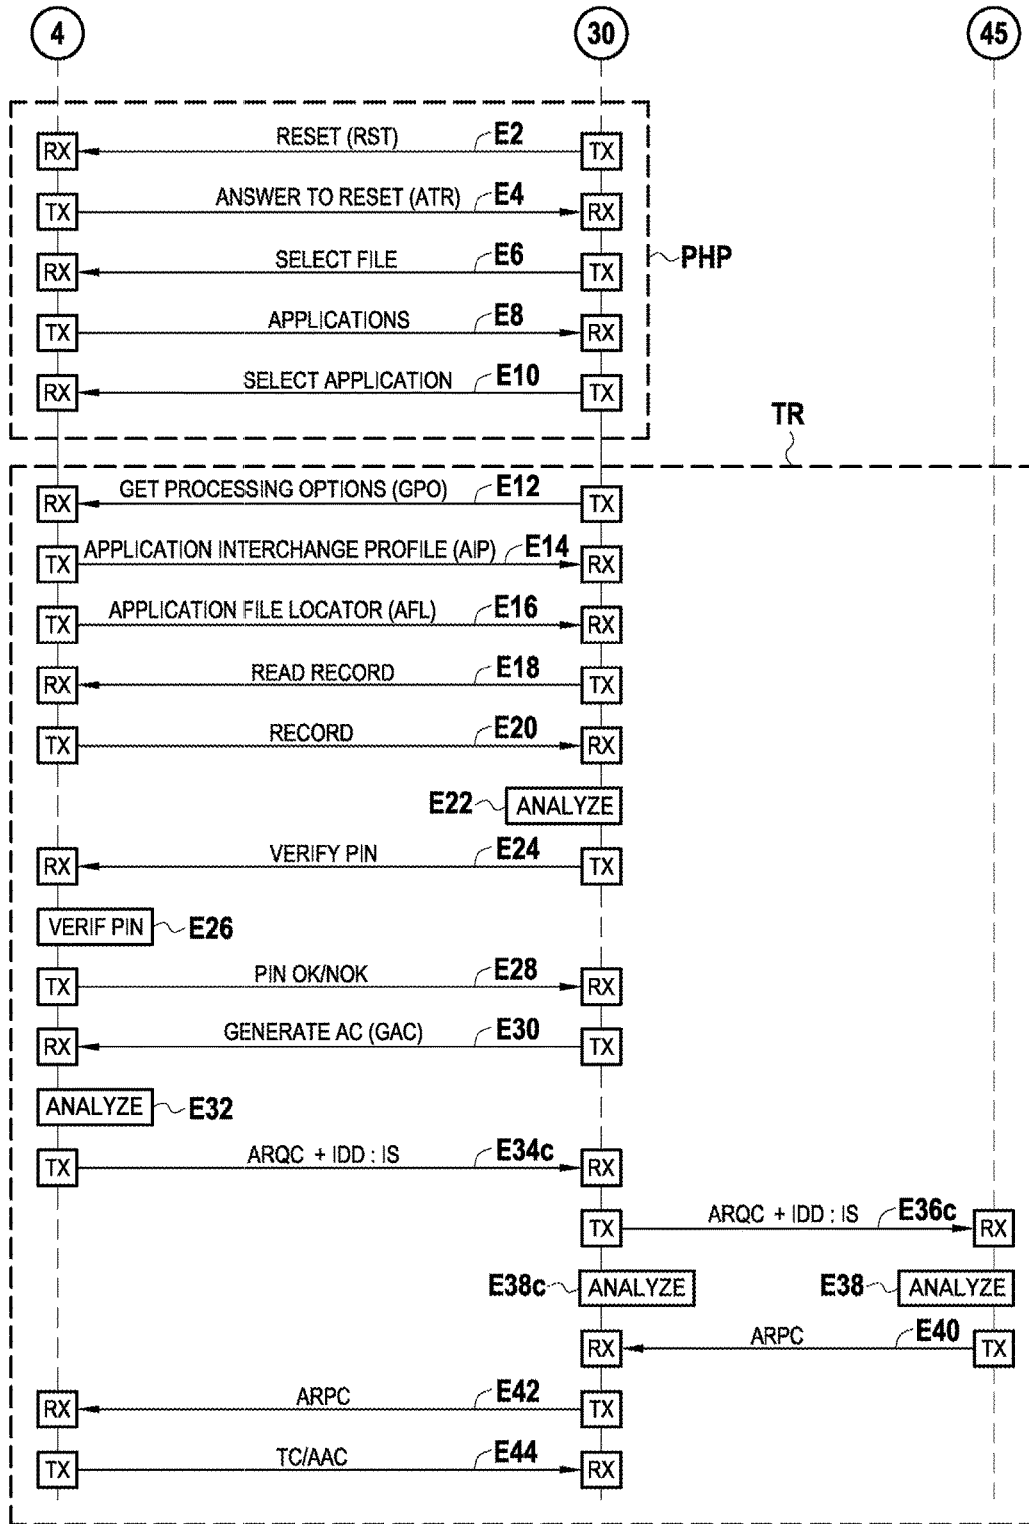 4 30 45
RX RESET (RST) E2 TX
TX ANSWER TO RESET (ATR) E4 RX
RX SELECT FILE E6 TX
PHP
TX APPLICATIONS E8 RX
RX SELECT APPLICATION E10 TX
TR
RX GET PROCESSING OPTIONS (GPO) E12 TX
TX APPLICATION INTERCHANGE PROFILE (AIP) E14 RX
TX APPLICATION FILE LOCATOR (AFL) E16 RX
RX READ RECORD E18 TX
TX RECORD E20 RX
E22 ANALYZE
RX VERIFY PIN E24 TX
VERIF PIN E26
TX PIN OK/NOK E28 RX
RX GENERATE AC (GAC) E30 TX
ANALYZE E32
TX ARQC + IDD : IS E34c RX
TX ARQC + IDD : IS E36c RX
E38c ANALYZE E38 ANALYZE
RX ARPC E40 TX
RX ARPC E42 TX
TX TC/AAC E44 RX